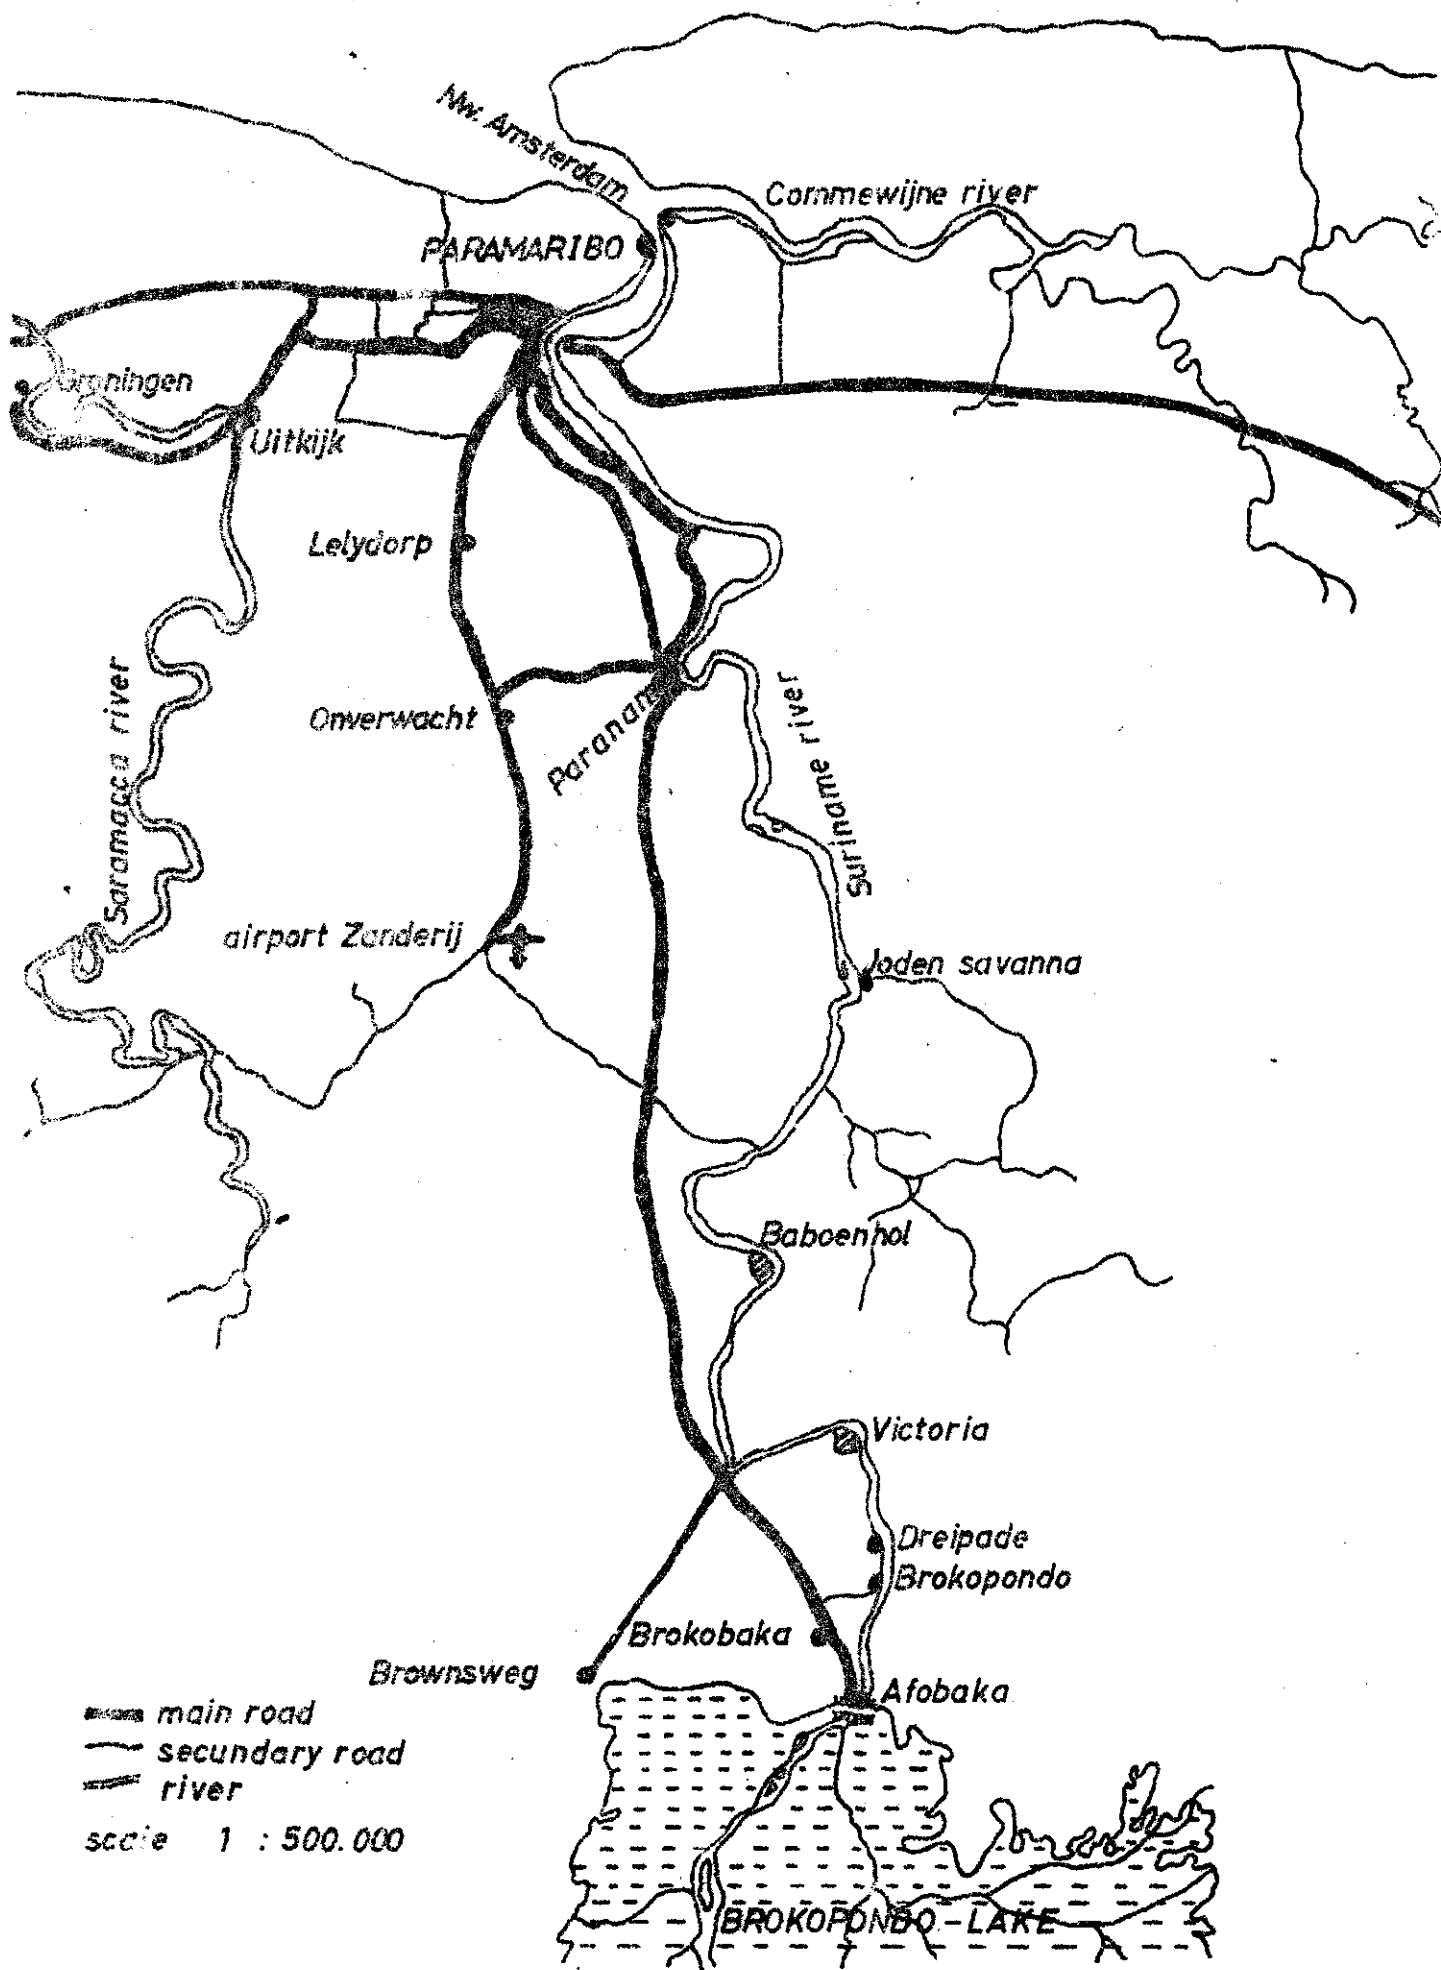 Nw. Amsterdam
Commewijne river
PARAMARIBO
Groningen
Uitkijk
Lelydorp
Saramacca river
Onverwacht
Paranam
Suriname river
airport Zanderij
Joden savanna
Baboenhol
Victoria
Dreipade
Brokopondo
Brokobaka
Brownsweg
Afobaka
main road
secundary road
river
scale 1 : 500.000
BROKOPONDO-LAKE